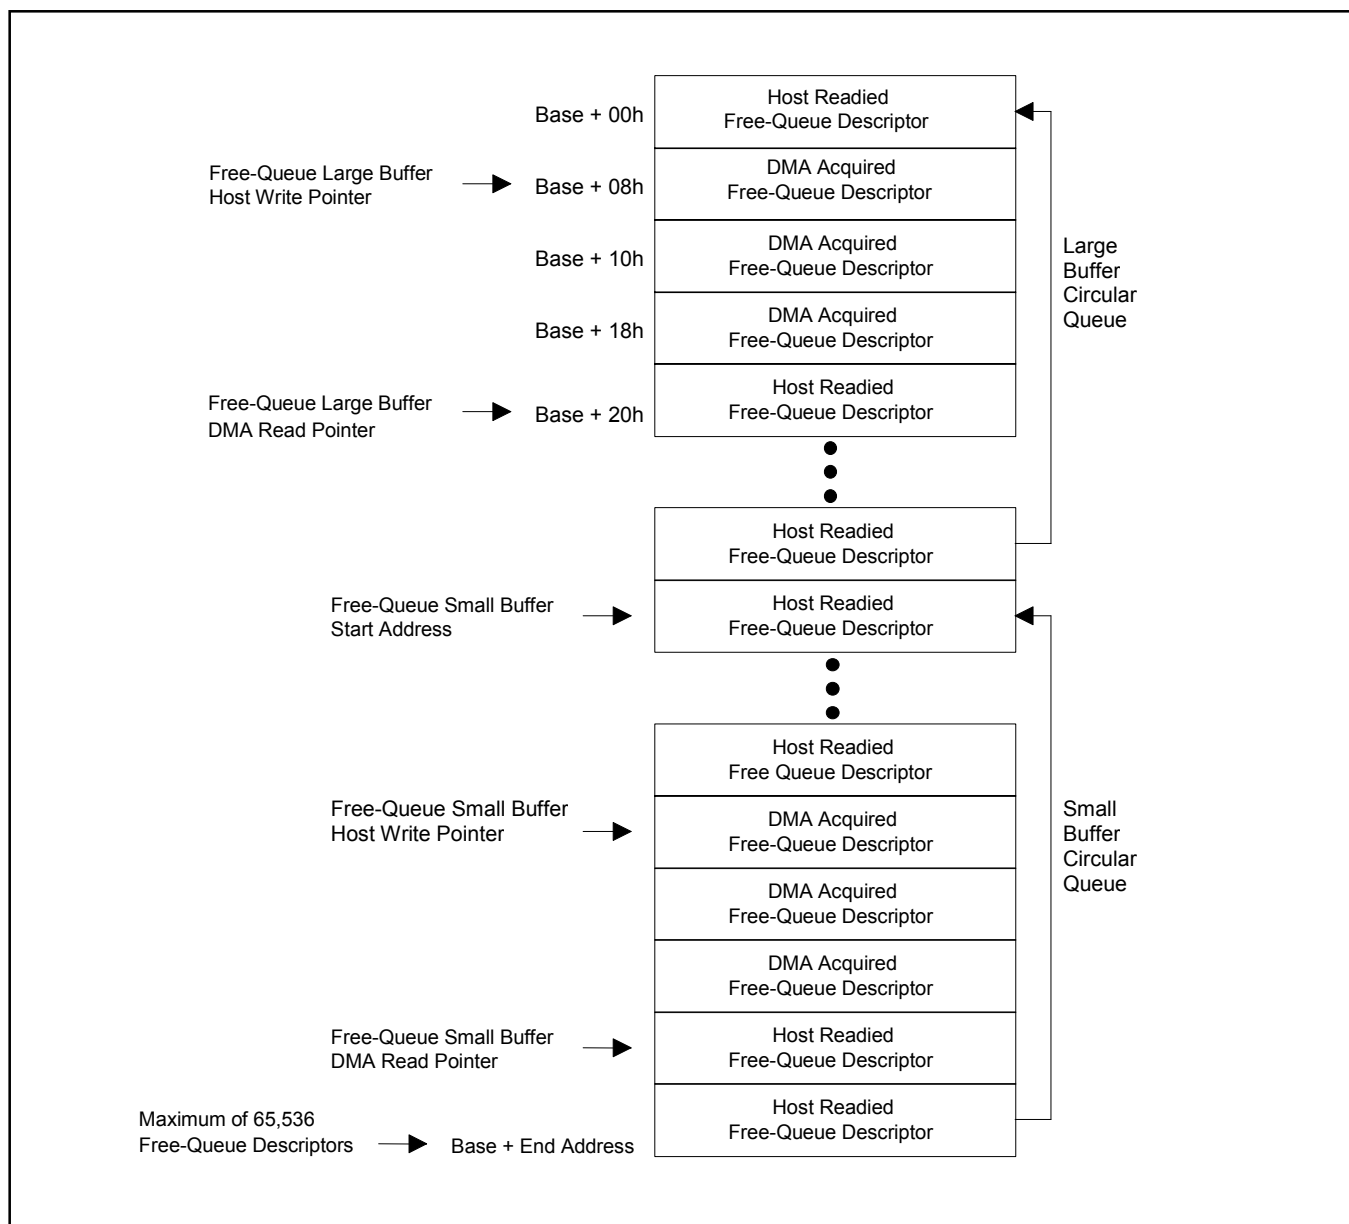 Base + 00h
Host Readied
Free-Queue Descriptor
Free-Queue Large Buffer
Host Write Pointer
Base + 08h
DMA Acquired
Free-Queue Descriptor
Base + 10h
DMA Acquired
Free-Queue Descriptor
Large
Buffer
Circular
Queue
Base + 18h
DMA Acquired
Free-Queue Descriptor
Free-Queue Large Buffer
DMA Read Pointer
Base + 20h
Host Readied
Free-Queue Descriptor
Host Readied
Free-Queue Descriptor
Free-Queue Small Buffer
Start Address
Host Readied
Free-Queue Descriptor
Host Readied
Free Queue Descriptor
Free-Queue Small Buffer
Host Write Pointer
DMA Acquired
Free-Queue Descriptor
Small
Buffer
Circular
Queue
DMA Acquired
Free-Queue Descriptor
DMA Acquired
Free-Queue Descriptor
Free-Queue Small Buffer
DMA Read Pointer
Host Readied
Free-Queue Descriptor
Maximum of 65,536
Free-Queue Descriptors
Base + End Address
Host Readied
Free-Queue Descriptor